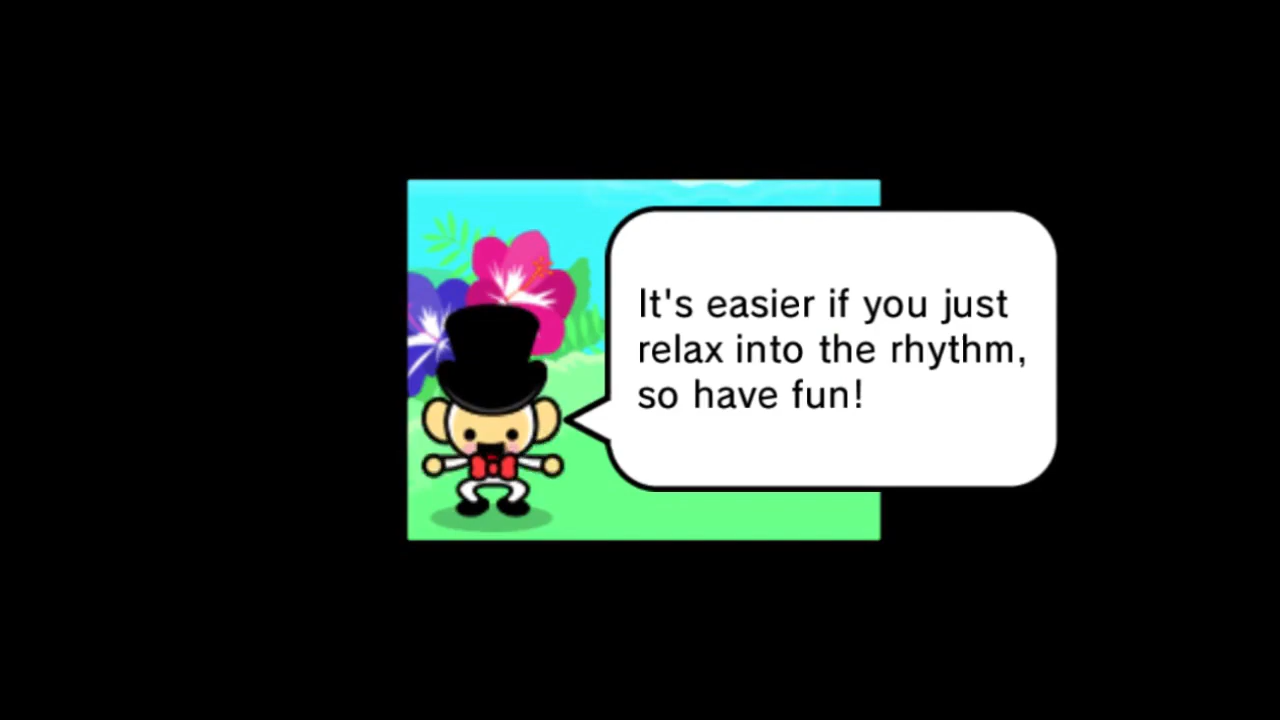 It's easier if you just
relax into the rhythm,
so have fun!